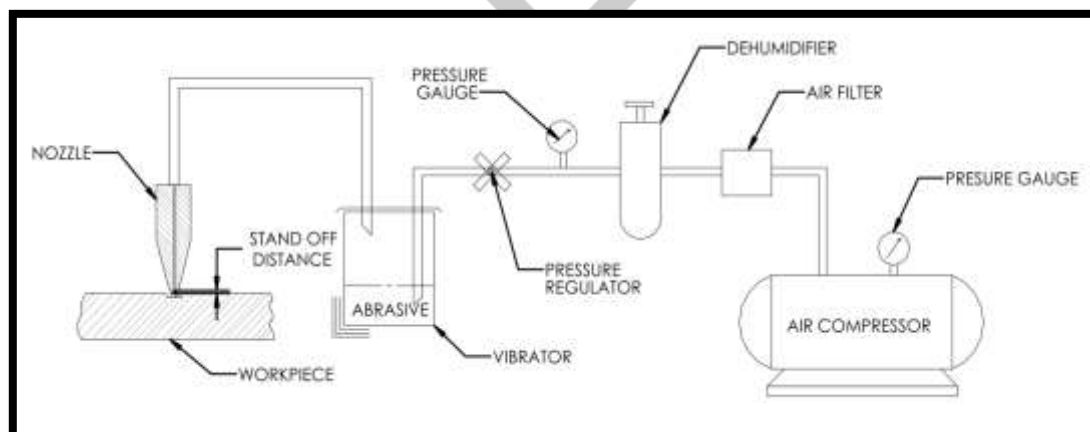 DEHUMIDIFIER
PRESSURE
GAUGE
AIR FILTER
NOZZLE
PRESURE GAUGE
STAND OFF
DISTANCE
PRESSURE
REGULATOR
ABRASIVE
AIR COMPRESSOR
VIBRATOR
WORKPIECE